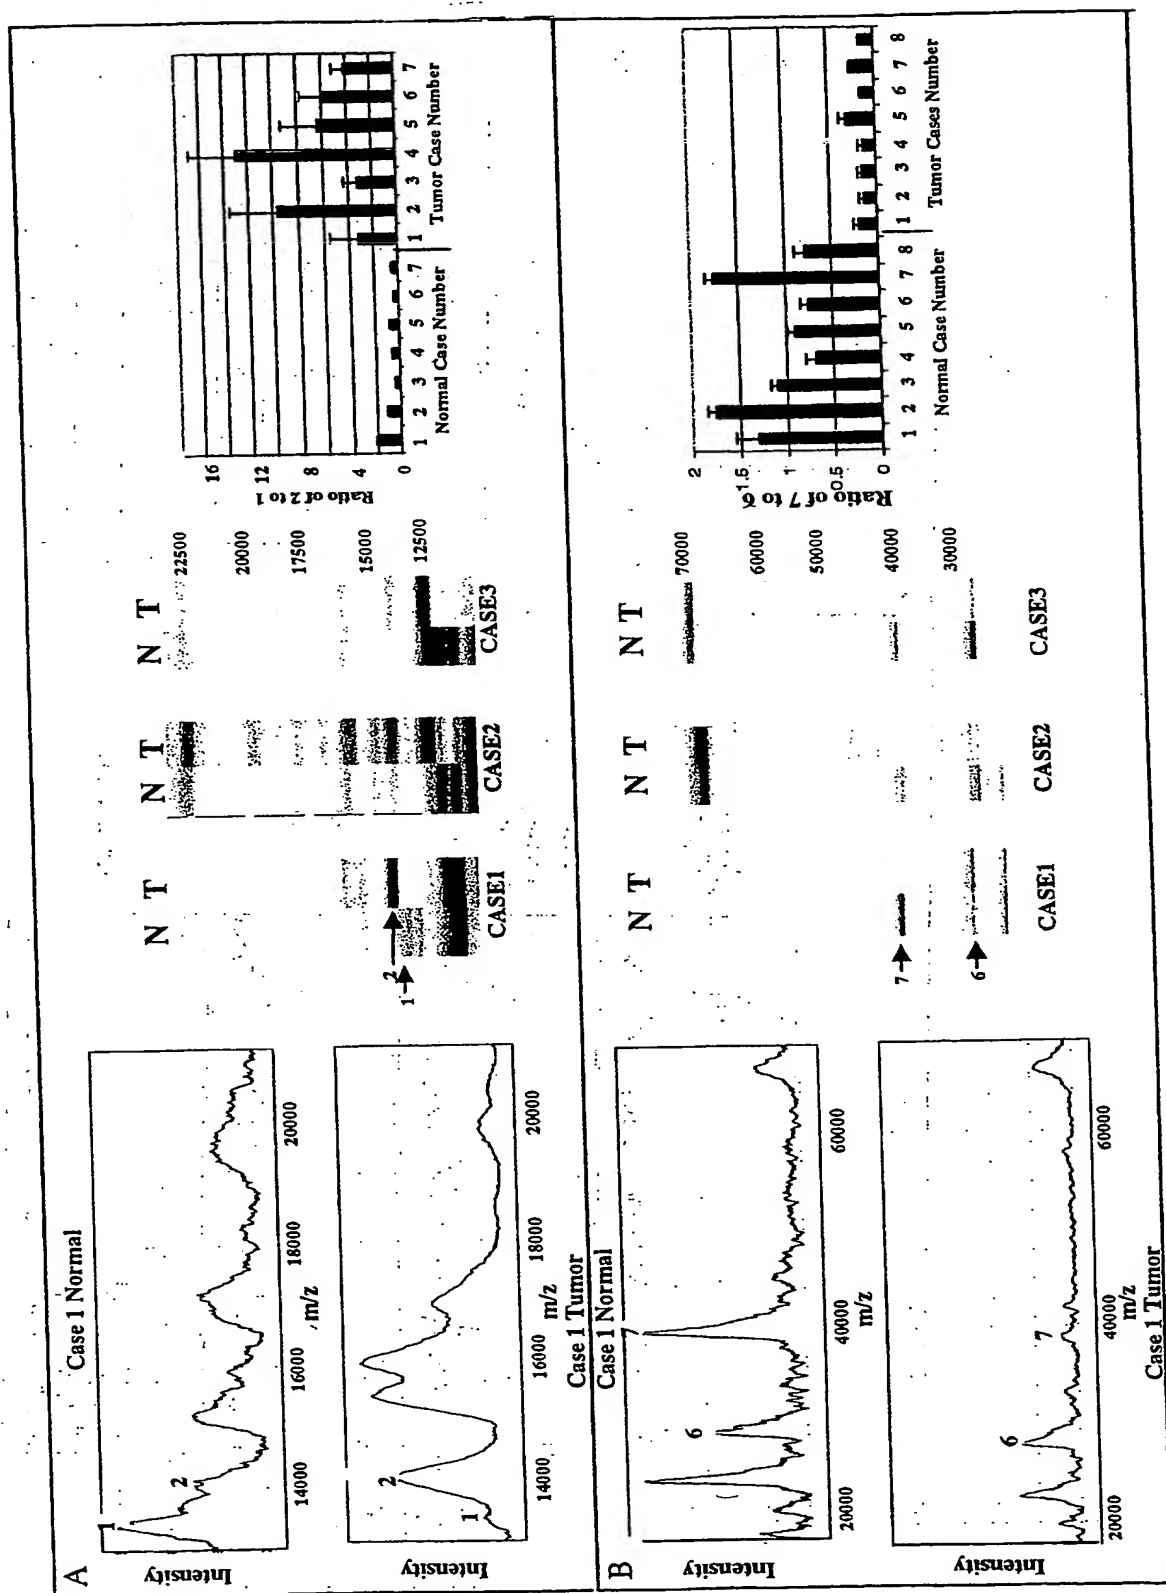 A
Case 1 Normal
Intensity
1
2
14000 16000 18000 20000
m/z
Intensity
1
2
14000 16000 18000 20000
m/z
Case 1 Tumor
N T
N T
N T
1
2
CASE1
CASE2
CASE3
22500
20000
17500
15000
12500
Ratio of 2 to 1
16
12
8
4
0
1 2 3 4 5 6 7 1 2 3 4 5 6 7
Normal Case Number
Tumor Case Number
B
Case 1 Normal
Intensity
6
7
20000 40000 60000
m/z
Intensity
6
7
20000 40000 60000
m/z
Case 1 Tumor
N T
N T
N T
7
6
CASE1
CASE2
CASE3
70000
60000
50000
40000
30000
Ratio of 7 to 6
2
1.5
1
0.5
0
1 2 3 4 5 6 7 8 1 2 3 4 5 6 7 8
Normal Case Number
Tumor Cases Number